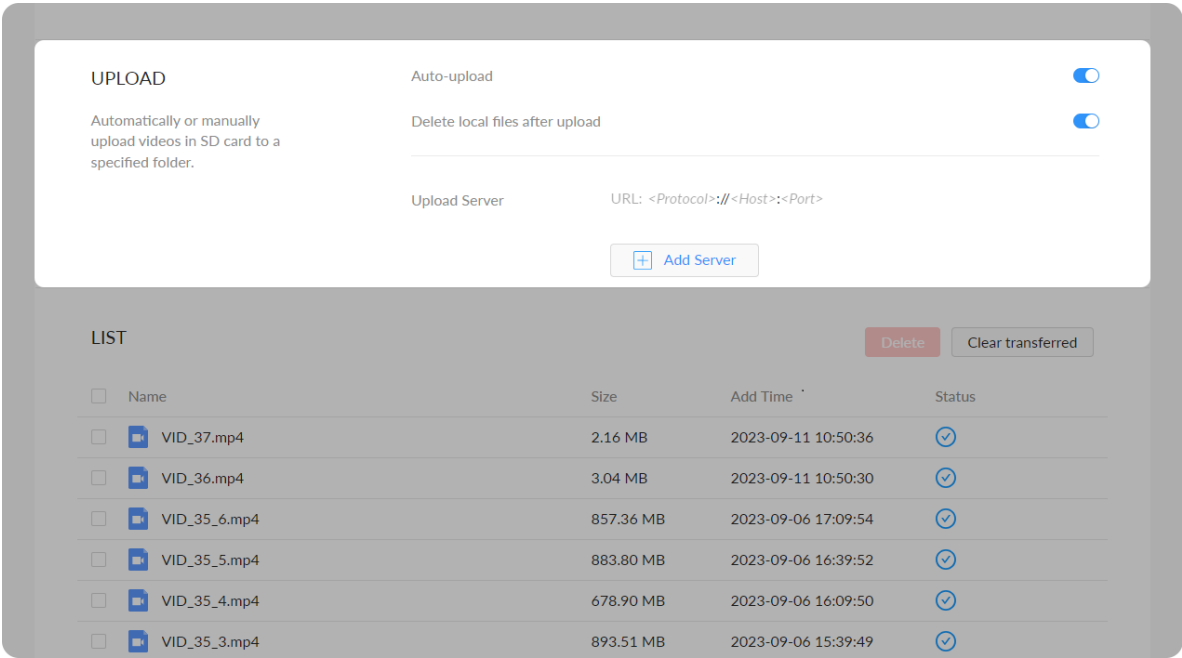 UPLOAD
Automatically or manually
upload videos in SD card to a
specified folder.
Auto-upload
Delete local files after upload
Upload Server
URL: <Protocol>://<Host>:<Port>
Add Server
LIST
Delete
Clear transferred
Name Size Add Time Status
VID_37.mp4 2.16 MB 2023-09-11 10:50:36
VID_36.mp4 3.04 MB 2023-09-11 10:50:30
VID_35_6.mp4 857.36 MB 2023-09-06 17:09:54
VID_35_5.mp4 883.80 MB 2023-09-06 16:39:52
VID_35_4.mp4 678.90 MB 2023-09-06 16:09:50
VID_35_3.mp4 893.51 MB 2023-09-06 15:39:49